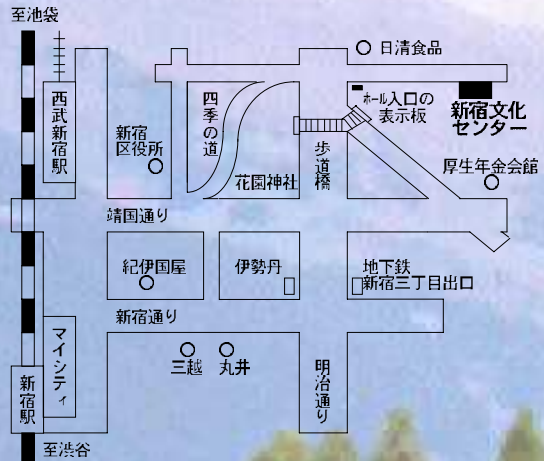 至池袋
日清食品
西武新宿駅
新宿
区役所
四季の道
ホール入口の
表示板
新宿文化
センター
歩道橋
花園神社
厚生年金会館
靖国通り
紀伊国屋
伊勢丹
地下鉄
新宿三丁目出口
新宿通り
マイシティ
三越
丸井
明治通り
新宿駅
至渋谷